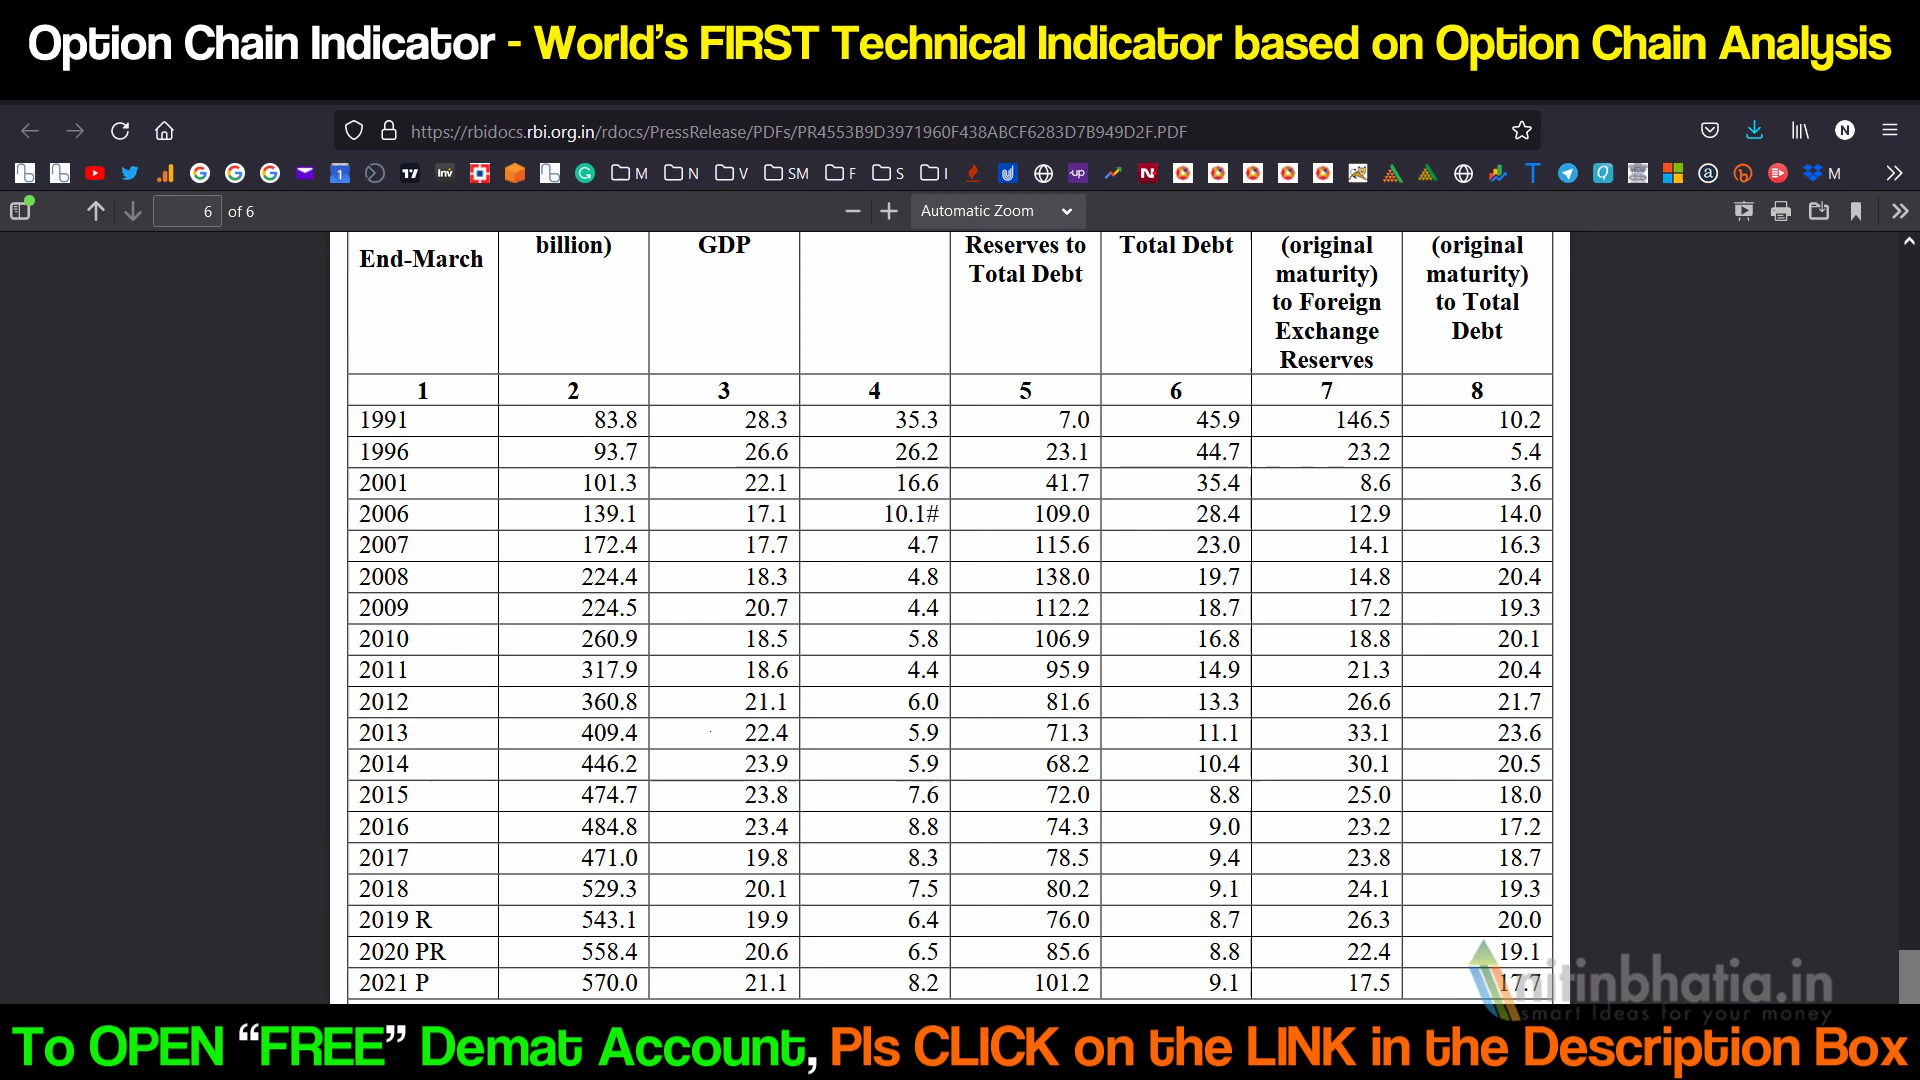 Option Chain Indicator - World's FIRST Technical Indicator based on Option Chain Analysis
https://rbidocs.rbi.org.in/rdocs/PressRelease/PDFs/PR4553B9D3971960F438ABCF6283D7B949D2F.PDF
N
M N V SM F S I M
6 of 6 Automatic Zoom
End-March billion) GDP Reserves to Total Debt Total Debt (original maturity) to Foreign Exchange Reserves (original maturity) to Total Debt
1 2 3 4 5 6 7 8
1991 83.8 28.3 35.3 7.0 45.9 146.5 10.2
1996 93.7 26.6 26.2 23.1 44.7 23.2 5.4
2001 101.3 22.1 16.6 41.7 35.4 8.6 3.6
2006 139.1 17.1 10.1# 109.0 28.4 12.9 14.0
2007 172.4 17.7 4.7 115.6 23.0 14.1 16.3
2008 224.4 18.3 4.8 138.0 19.7 14.8 20.4
2009 224.5 20.7 4.4 112.2 18.7 17.2 19.3
2010 260.9 18.5 5.8 106.9 16.8 18.8 20.1
2011 317.9 18.6 4.4 95.9 14.9 21.3 20.4
2012 360.8 21.1 6.0 81.6 13.3 26.6 21.7
2013 409.4 22.4 5.9 71.3 11.1 33.1 23.6
2014 446.2 23.9 5.9 68.2 10.4 30.1 20.5
2015 474.7 23.8 7.6 72.0 8.8 25.0 18.0
2016 484.8 23.4 8.8 74.3 9.0 23.2 17.2
2017 471.0 19.8 8.3 78.5 9.4 23.8 18.7
2018 529.3 20.1 7.5 80.2 9.1 24.1 19.3
2019 R 543.1 19.9 6.4 76.0 8.7 26.3 20.0
2020 PR 558.4 20.6 6.5 85.6 8.8 22.4 19.1
2021 P 570.0 21.1 8.2 101.2 9.1 17.5 17.7
nitinbhatia.in
smart Ideas for your money
To OPEN “FREE” Demat Account, Pls CLICK on the LINK in the Description Box